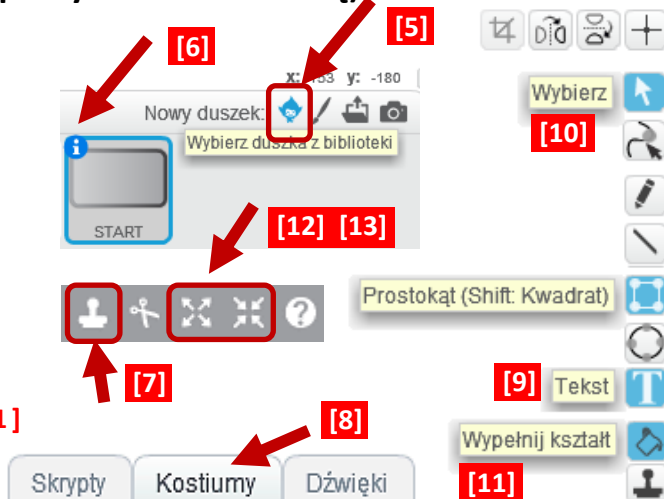 [5]
[6]
x: 153 y: -180
Nowy duszek:
Wybierz duszka z biblioteki
START
Wybierz
[10]
[12] [13]
Prostokąt (Shift: Kwadrat)
[7]
[9] Tekst
[8]
Wypełnij kształt
[11]
Skrypty Kostiumy Dźwięki